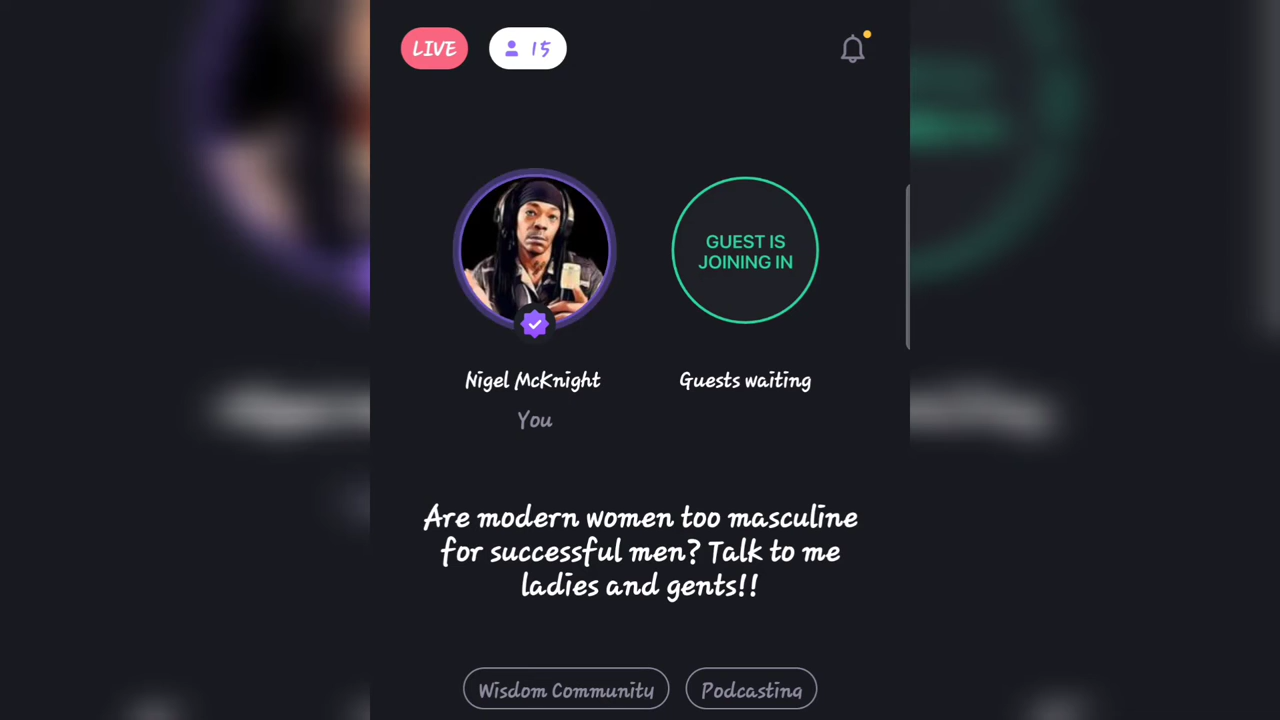 LIVE
15
GUEST IS
JOINING IN
Nigel McKnight
Guests waiting
You
Are modern women too masculine
for successful men? Talk to me
ladies and gents!!
Wisdom Community
Podcasting